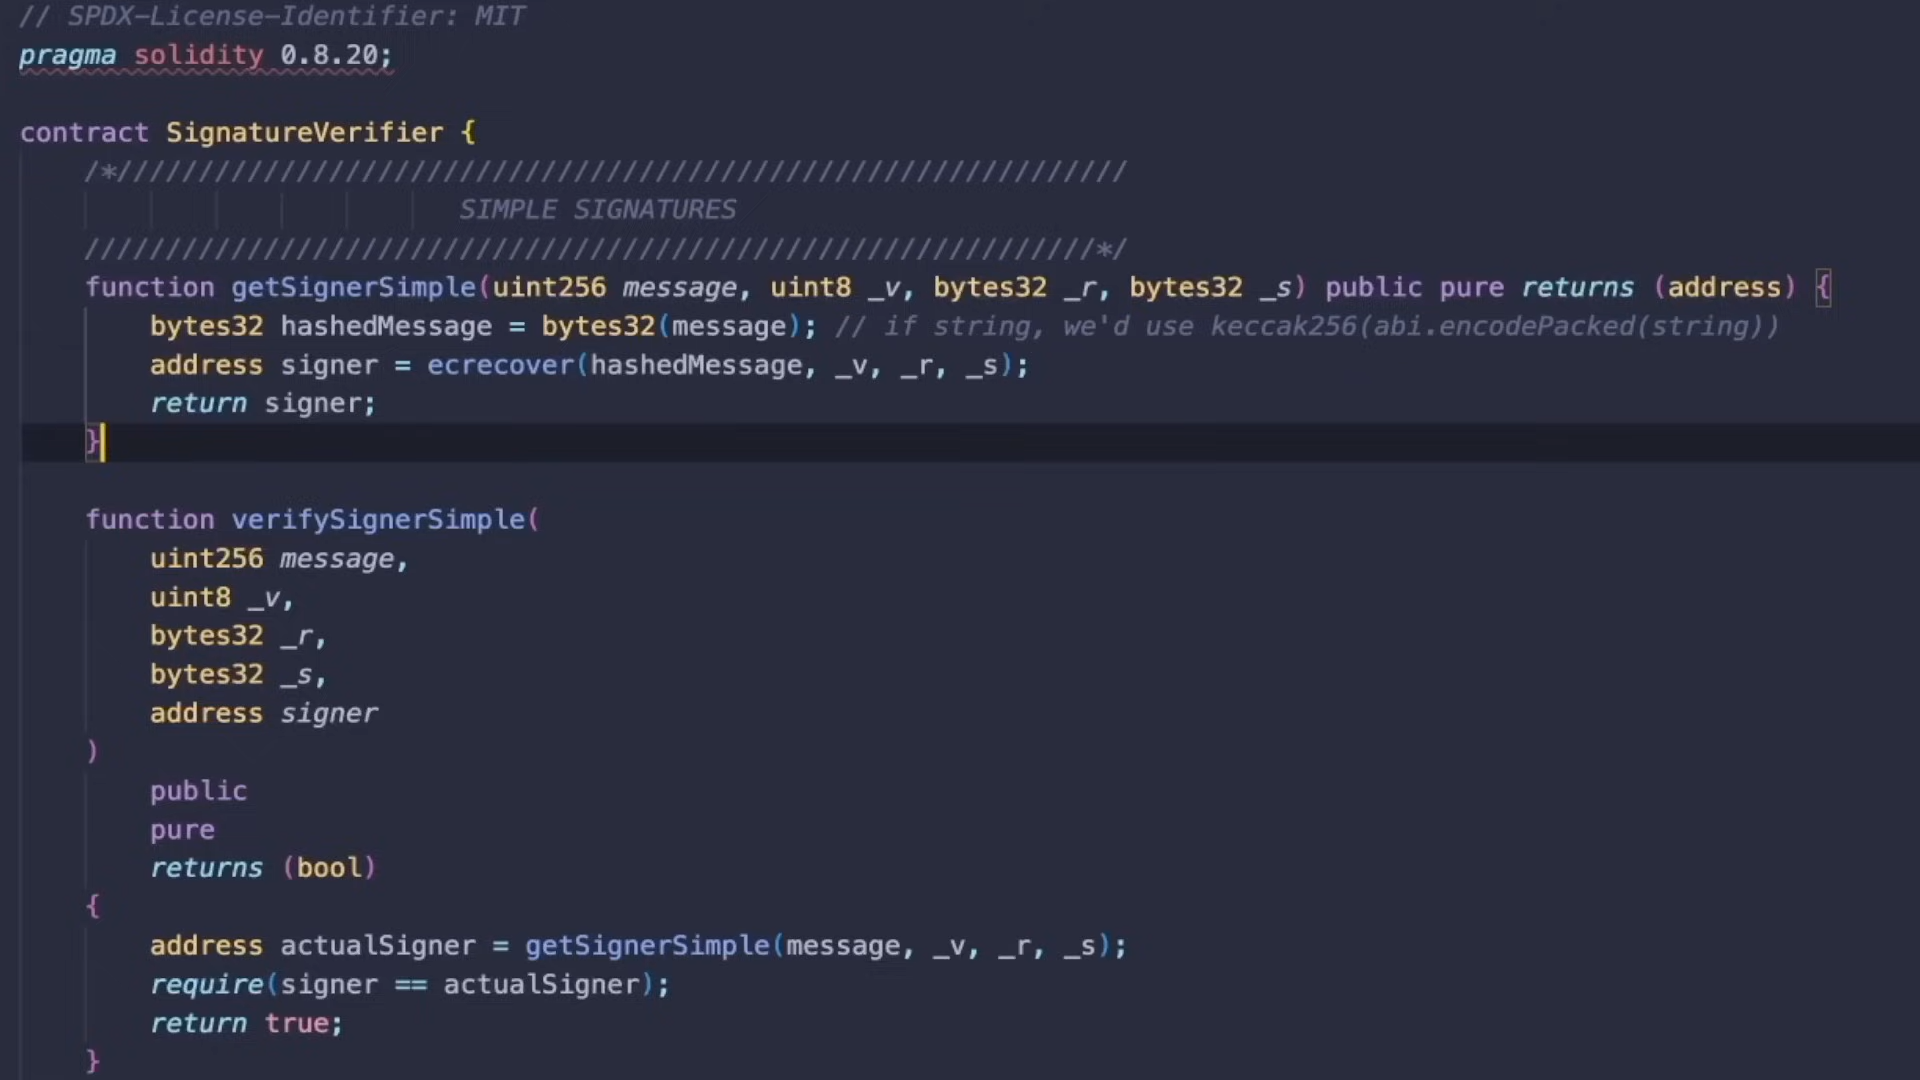 // SPDX-License-Identifier: MIT
pragma solidity 0.8.20;
contract SignatureVerifier {
/*//////////////////////////////////////////////////////////////
SIMPLE SIGNATURES
//////////////////////////////////////////////////////////////*/
function getSignerSimple(uint256 message, uint8 _v, bytes32 _r, bytes32 _s) public pure returns (address) {
bytes32 hashedMessage = bytes32(message); // if string, we'd use keccak256(abi.encodePacked(string))
address signer = ecrecover(hashedMessage, _v, _r, _s);
return signer;
}
function verifySignerSimple(
uint256 message,
uint8 _v,
bytes32 _r,
bytes32 _s,
address signer
)
public
pure
returns (bool)
{
address actualSigner = getSignerSimple(message, _v, _r, _s);
require(signer == actualSigner);
return true;
}